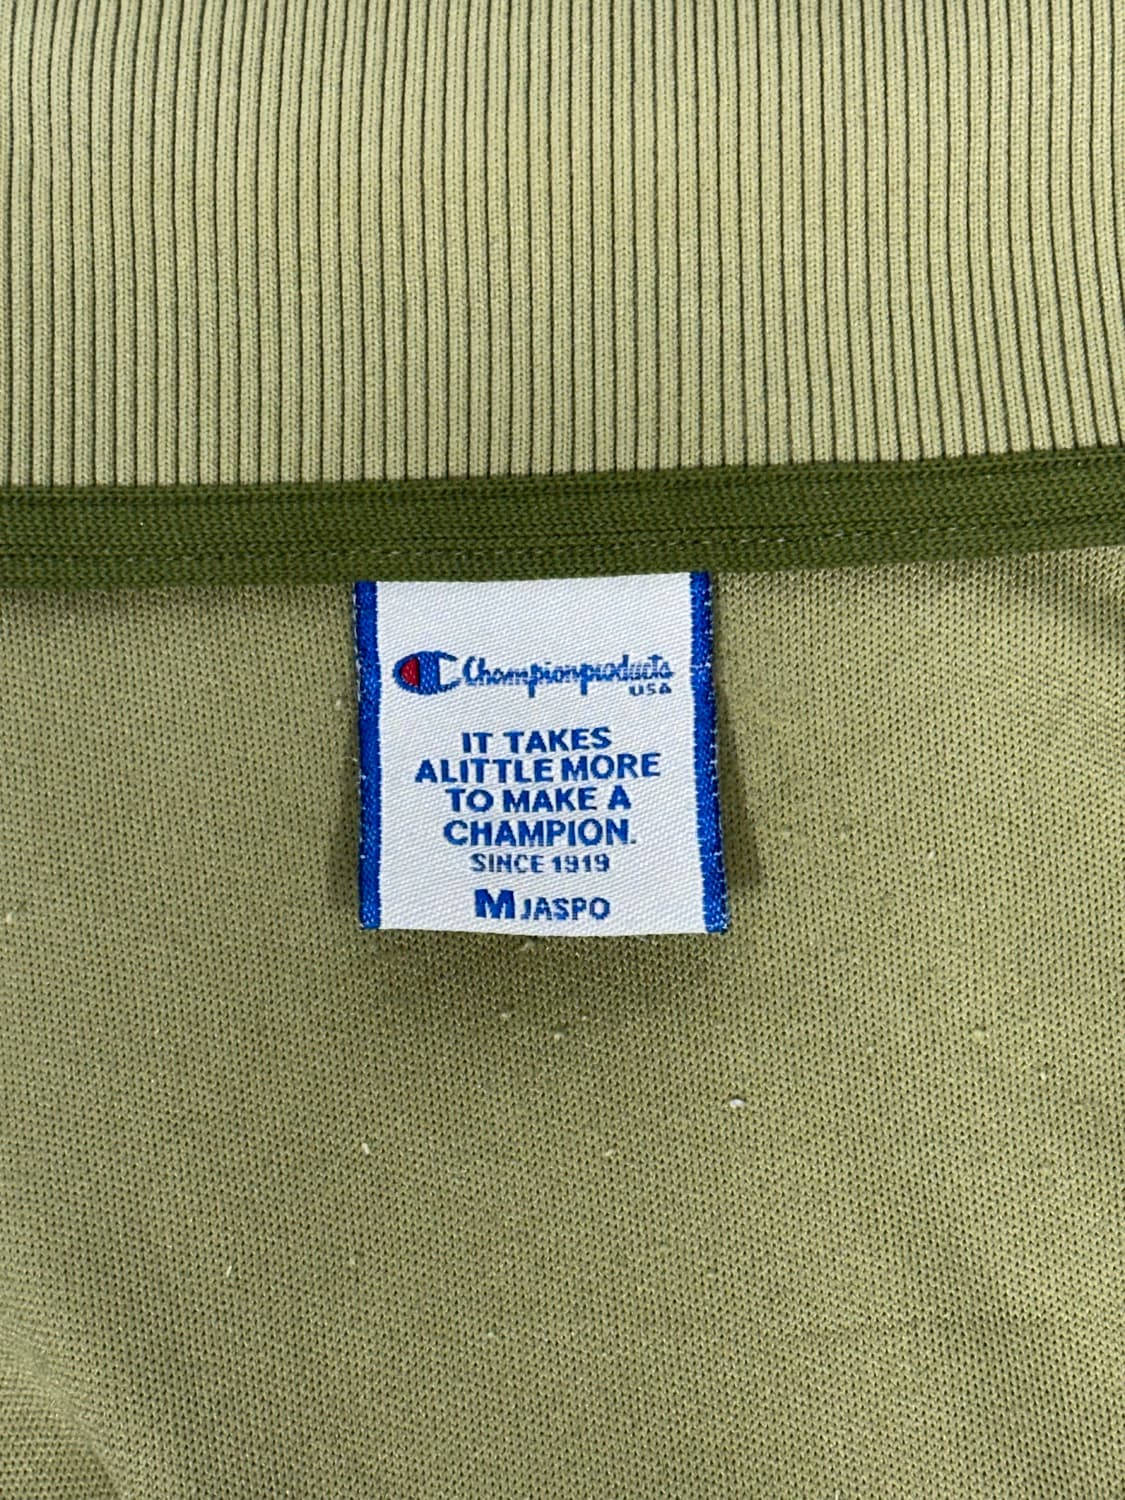 Championproducts
USA
IT TAKES
ALITTLE MORE
TO MAKE A
CHAMPION.
SINCE 1919
M JASPO